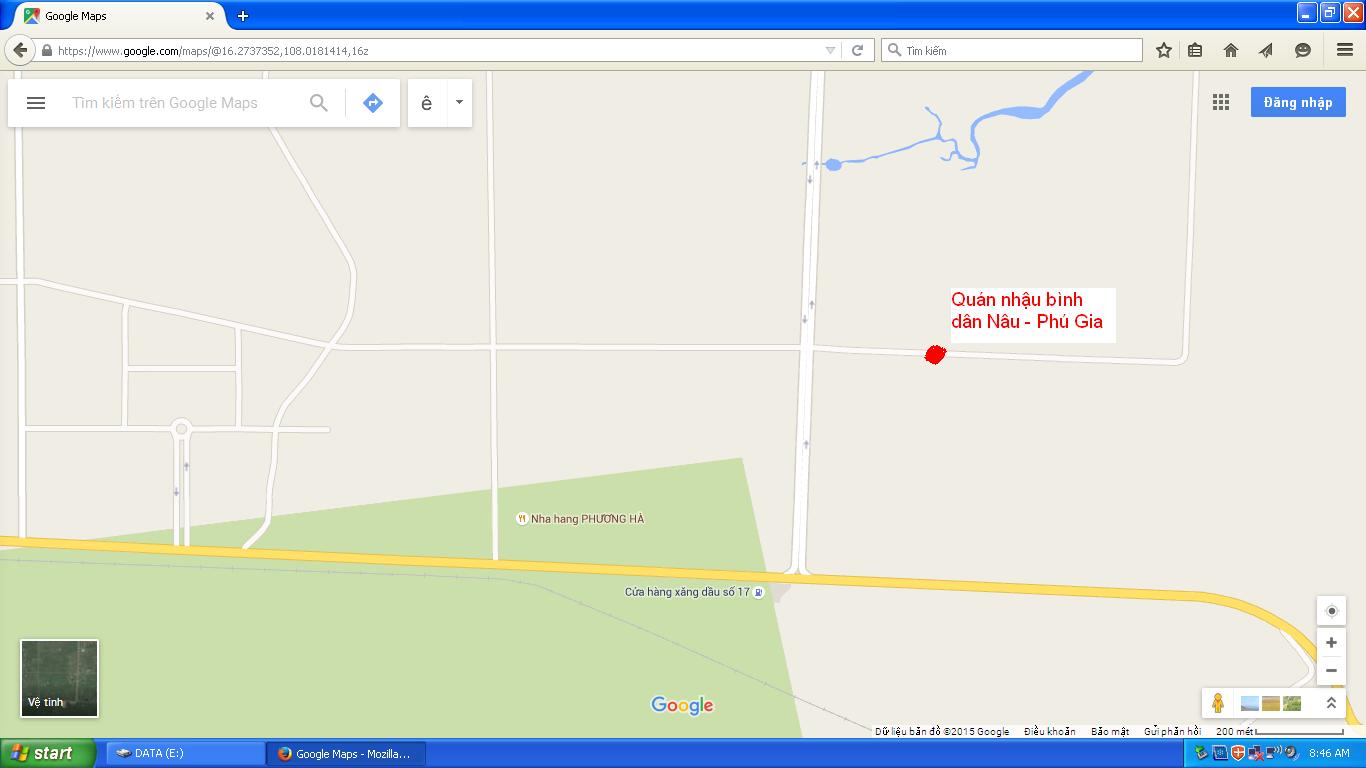 Google Maps
https://www.google.com/maps/@16.2737352,108.0181414,16z
Tìm kiếm
Tìm kiếm trên Google Maps
ê
Đăng nhập
Quán nhậu bình
dân Nâu - Phú Gia
Nha hang PHƯƠNG HÀ
Cửa hàng xăng dầu số 17
Vệ tinh
Google
Dữ liệu bản đồ ©2015 Google Điều khoản Bảo mật Gửi phản hồi 200 mét
start
DATA (E:)
Google Maps - Mozilla...
8:46 AM